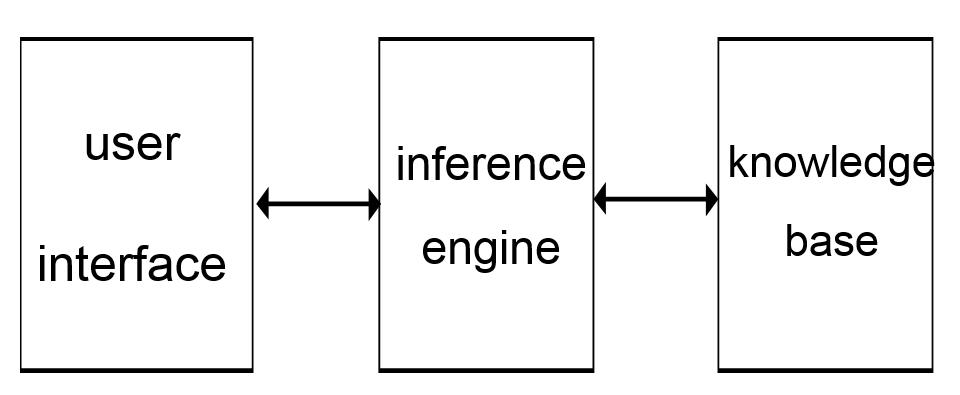 user
interface
inference
engine
knowledge
base